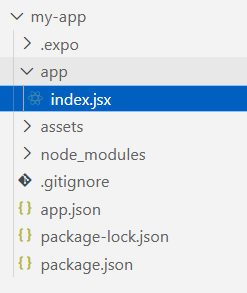 my-app
.expo
app
index.jsx
assets
node_modules
.gitignore
app.json
package-lock.json
package.json